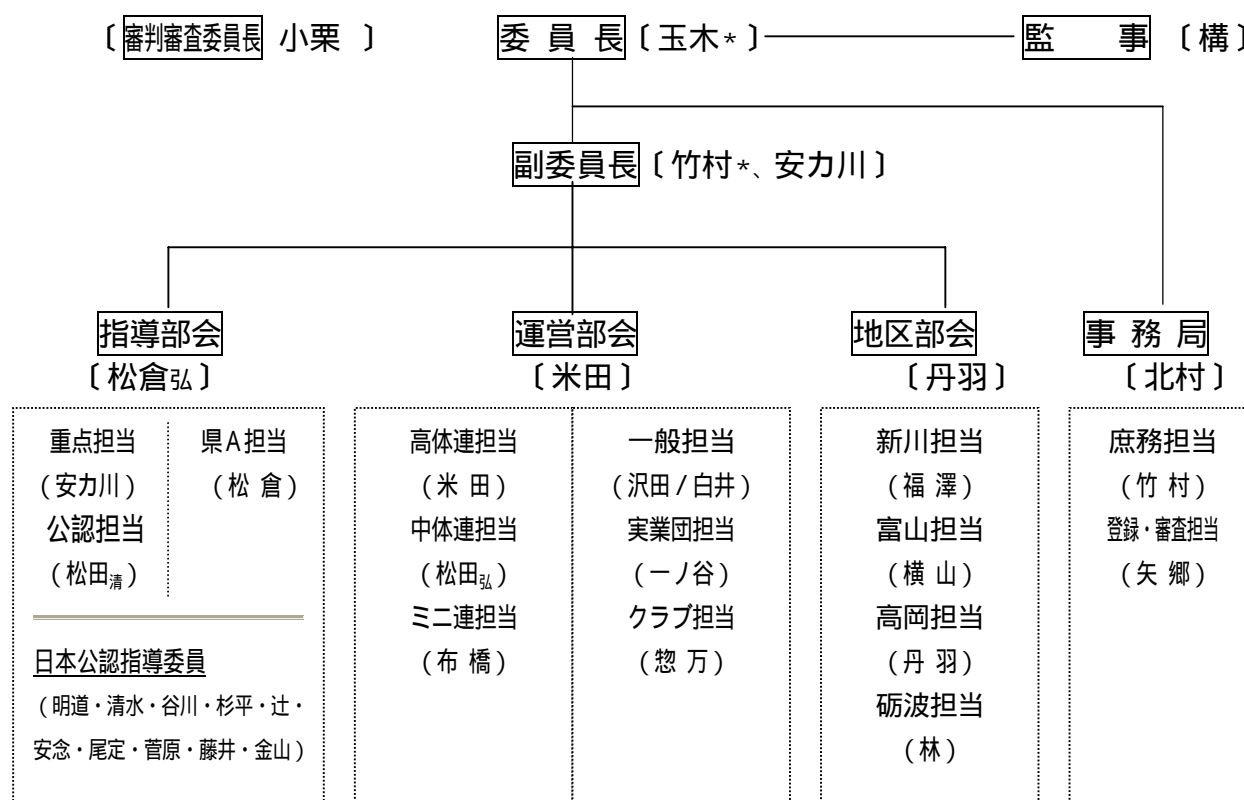 〔審判審査委員長 小栗 〕 委 員 長〔玉木*〕 監 事 〔構〕
副委員長〔竹村*、安カ川〕
指導部会 運営部会 地区部会 事 務 局
〔松倉弘〕 〔米田〕 〔丹羽〕 〔北村〕
重点担当 県A担当 高体連担当 一般担当 新川担当 庶務担当
(安カ川) (松 倉) (米 田) (沢田/白井) (福 澤) (竹 村)
公認担当 中体連担当 実業団担当 富山担当 登録・審査担当
(松田清) (松田弘) (一ノ谷) (横 山) (矢 郷)
ミニ連担当 クラブ担当 高岡担当
日本公認指導委員 (布 橋) (惣 万) (丹 羽)
(明道・清水・谷川・杉平・辻・ 砺波担当
安念・尾定・菅原・藤井・金山) (林)